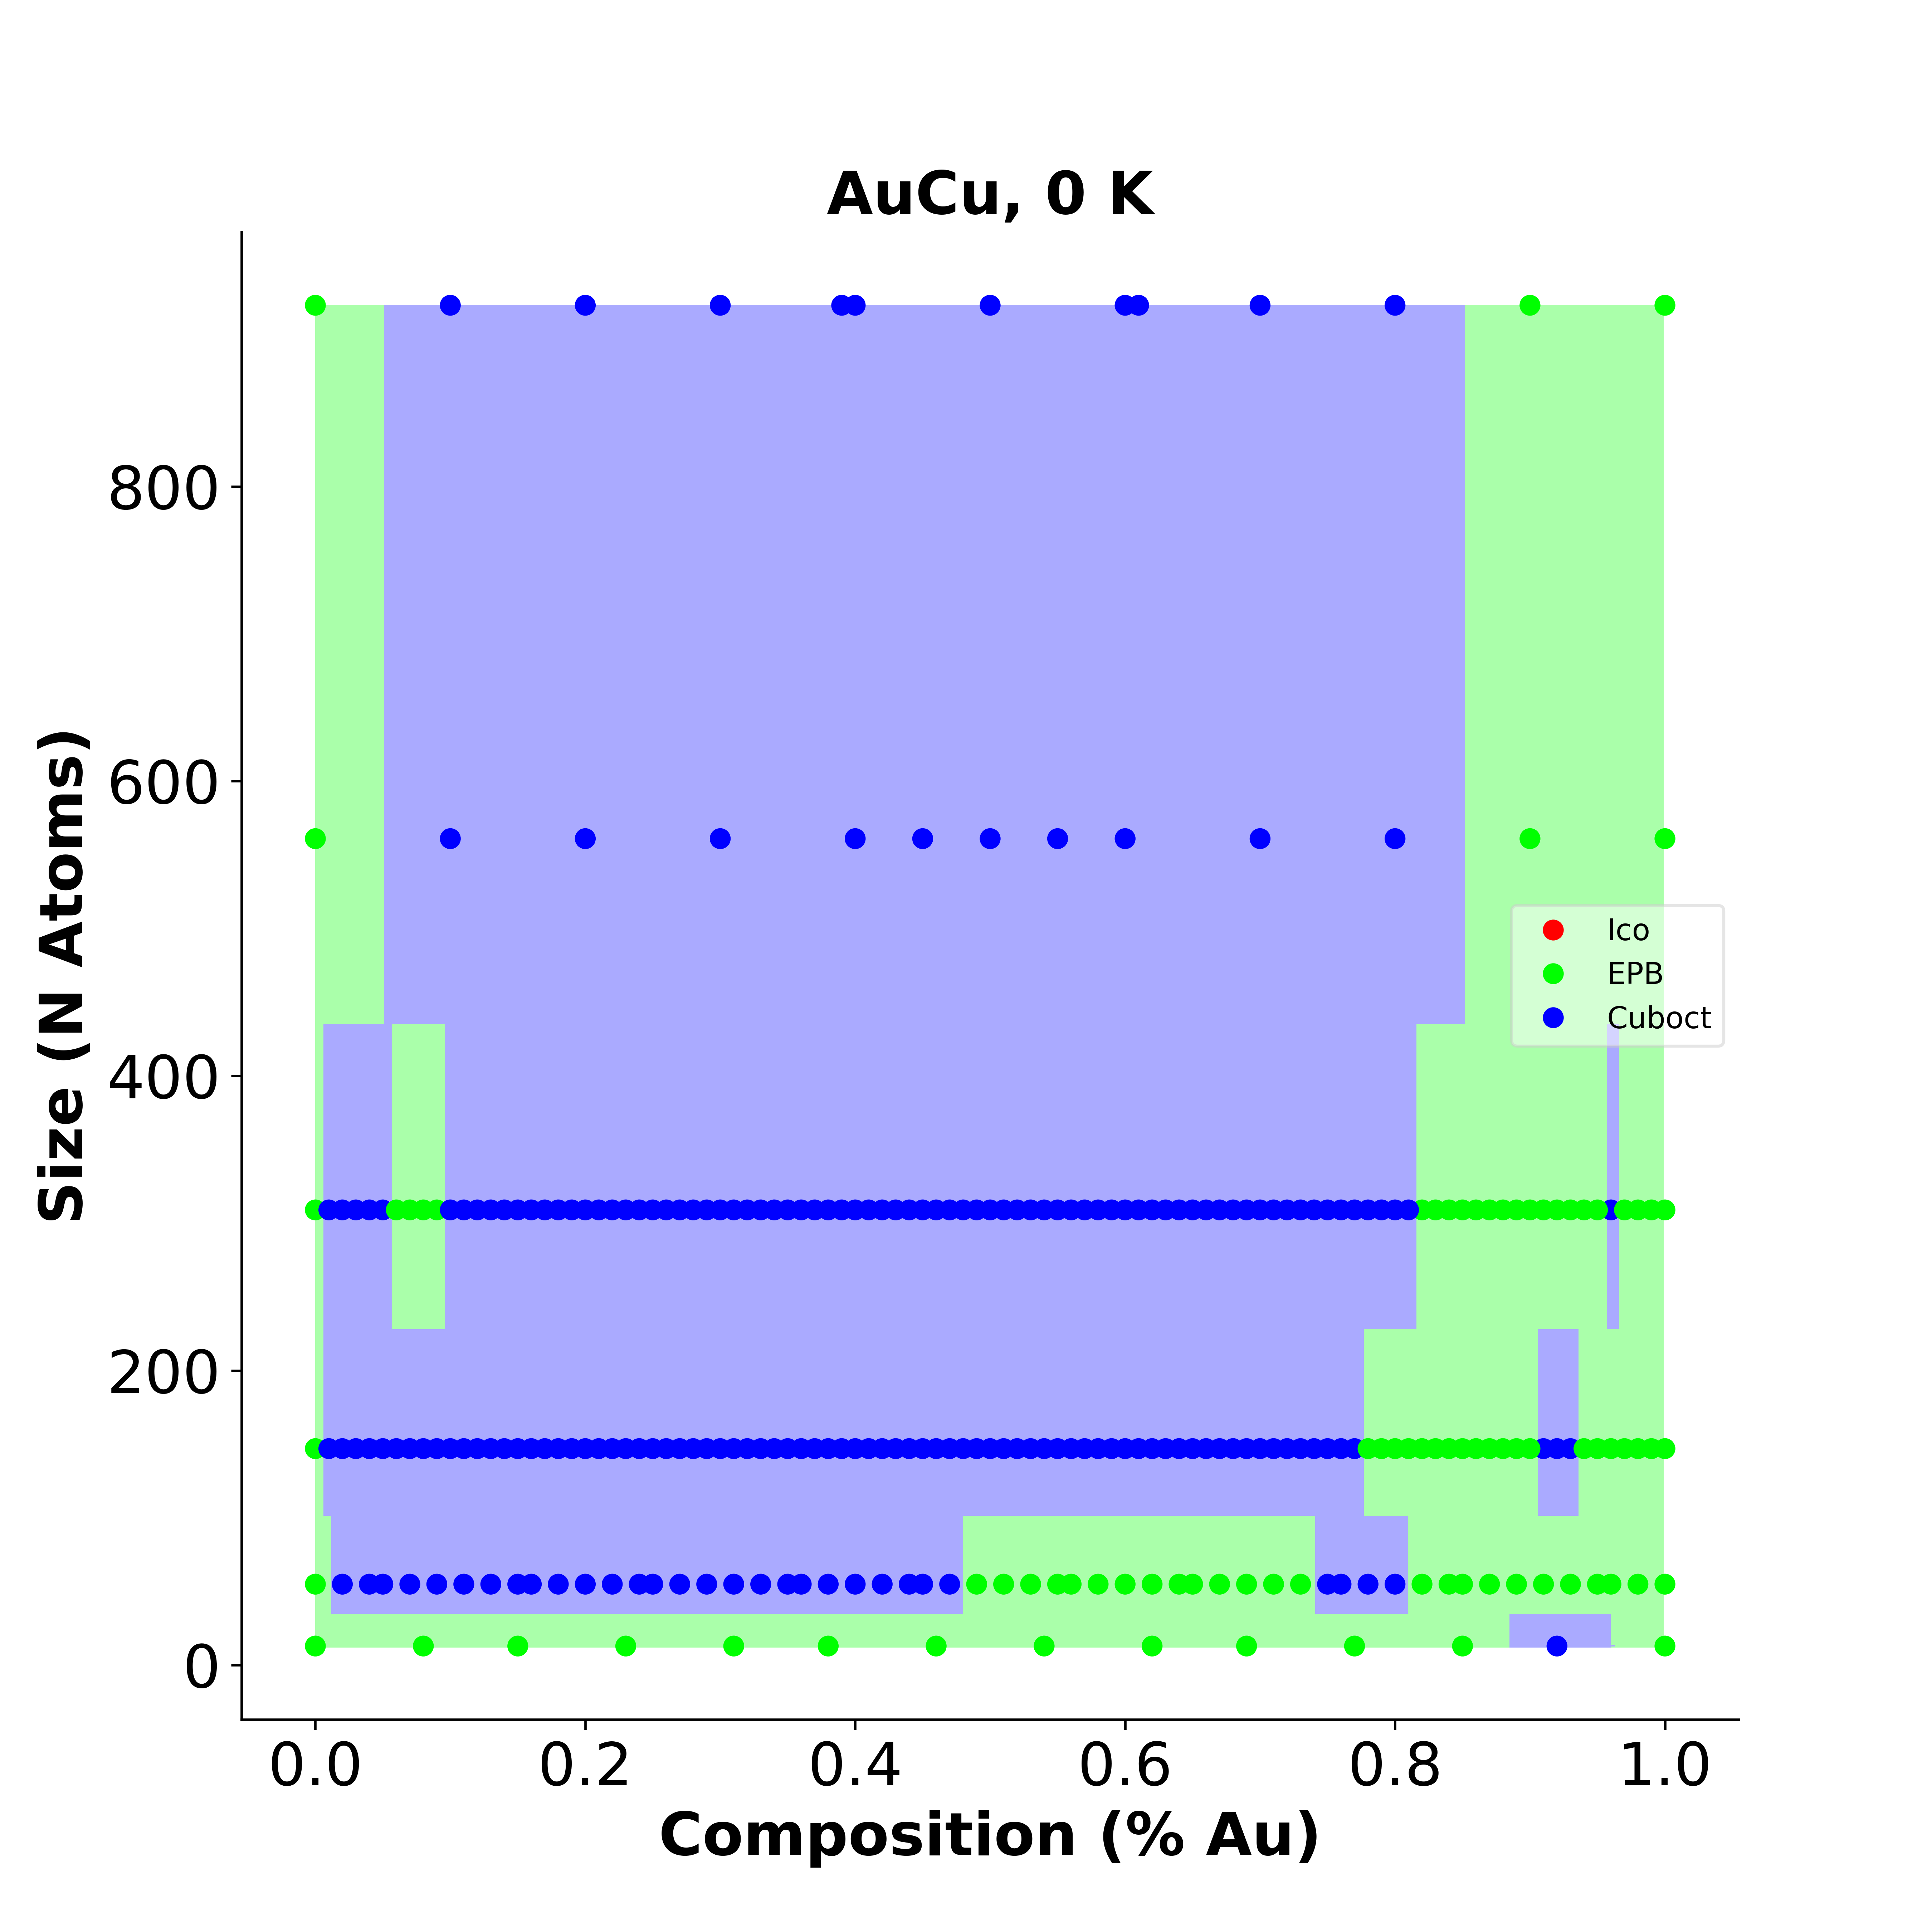 AuCu, 0 K
Size (N Atoms)
800
600
400
200
0
Ico
EPB
Cuboct
0.0 0.2 0.4 0.6 0.8 1.0
Composition (% Au)